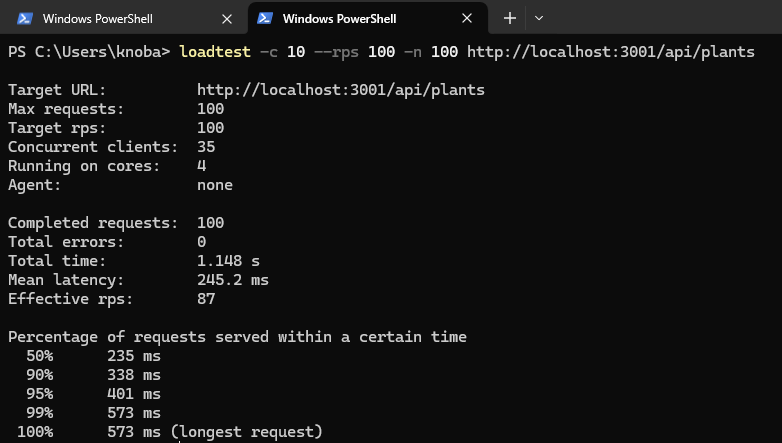 Windows PowerShell
Windows PowerShell
PS C:\Users\knoba> loadtest -c 10 --rps 100 -n 100 http://localhost:3001/api/plants
Target URL: http://localhost:3001/api/plants
Max requests: 100
Target rps: 100
Concurrent clients: 35
Running on cores: 4
Agent: none
Completed requests: 100
Total errors: 0
Total time: 1.148 s
Mean latency: 245.2 ms
Effective rps: 87
Percentage of requests served within a certain time
50% 235 ms
90% 338 ms
95% 401 ms
99% 573 ms
100% 573 ms (longest request)